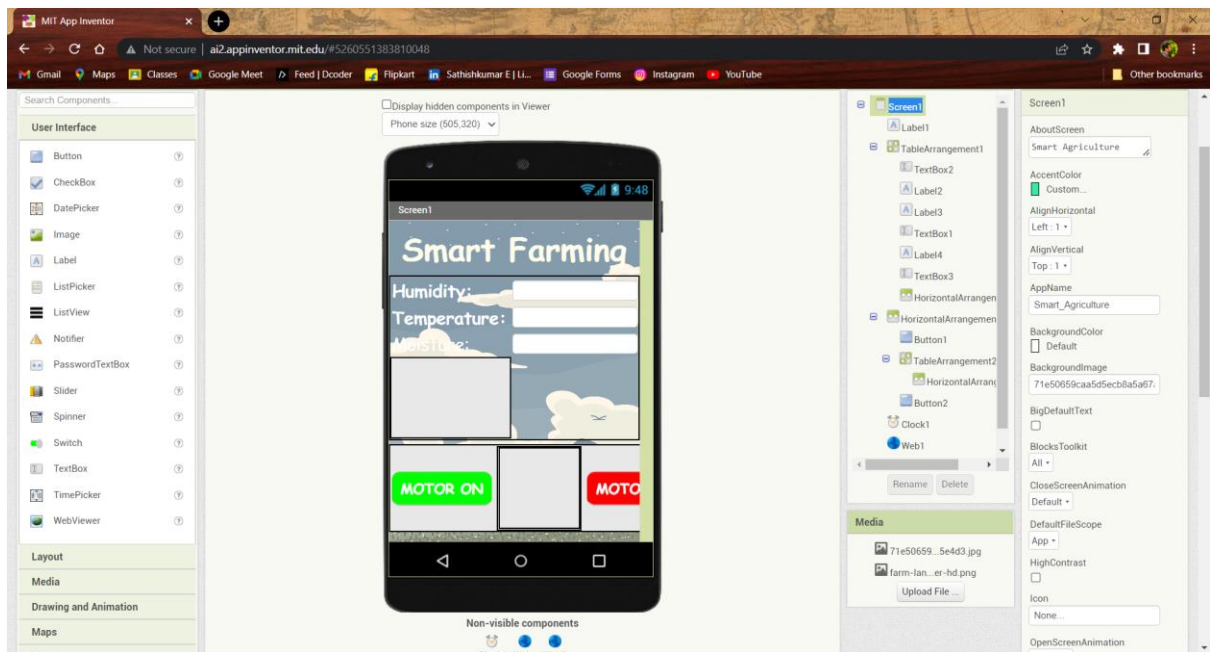 MIT App Inventor
Not secure | ai2.appinventor.mit.edu/#5260551383810048
Gmail Maps Classes Google Meet Feed | Dcoder Flipkart Sathishkumar E | Li... Google Forms Instagram YouTube Other bookmarks
Search Components...
User Interface
Button
CheckBox
DatePicker
Image
Label
ListPicker
ListView
Notifier
PasswordTextBox
Slider
Spinner
Switch
TextBox
TimePicker
WebViewer
Layout
Media
Drawing and Animation
Maps
Display hidden components in Viewer
Phone size (505,320)
9:48
Screen1
Smart Farming
Humidity:
Temperature:
Moisture:
MOTOR ON
MOTO
Non-visible components
Screen1
Label1
TableArrangement1
TextBox2
Label2
Label3
TextBox1
Label4
TextBox3
HorizontalArrangen
HorizontalArrangemen
Button1
TableArrangement2
HorizontalArrang
Button2
Clock1
Web1
Rename Delete
Media
71e50659...5e4d3.jpg
farm-lan...er-hd.png
Upload File ...
Screen1
AboutScreen
Smart Agriculture
AccentColor
Custom...
AlignHorizontal
Left : 1
AlignVertical
Top : 1
AppName
Smart_Agriculture
BackgroundColor
Default
BackgroundImage
71e50659caa5d5ecb8a5a67
BigDefaultText
BlocksToolkit
All
CloseScreenAnimation
Default
DefaultFileScope
App
HighContrast
Icon
None...
OpenScreenAnimation